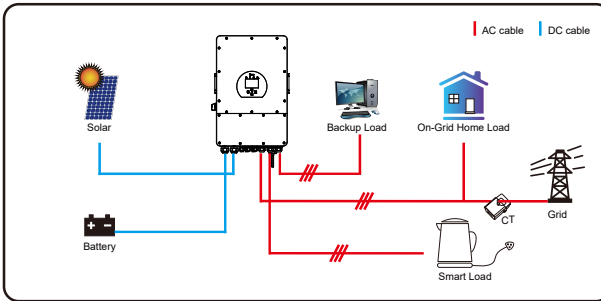 AC cable
DC cable
Solar
Backup Load
On-Grid Home Load
CT
Grid
Battery
Smart Load